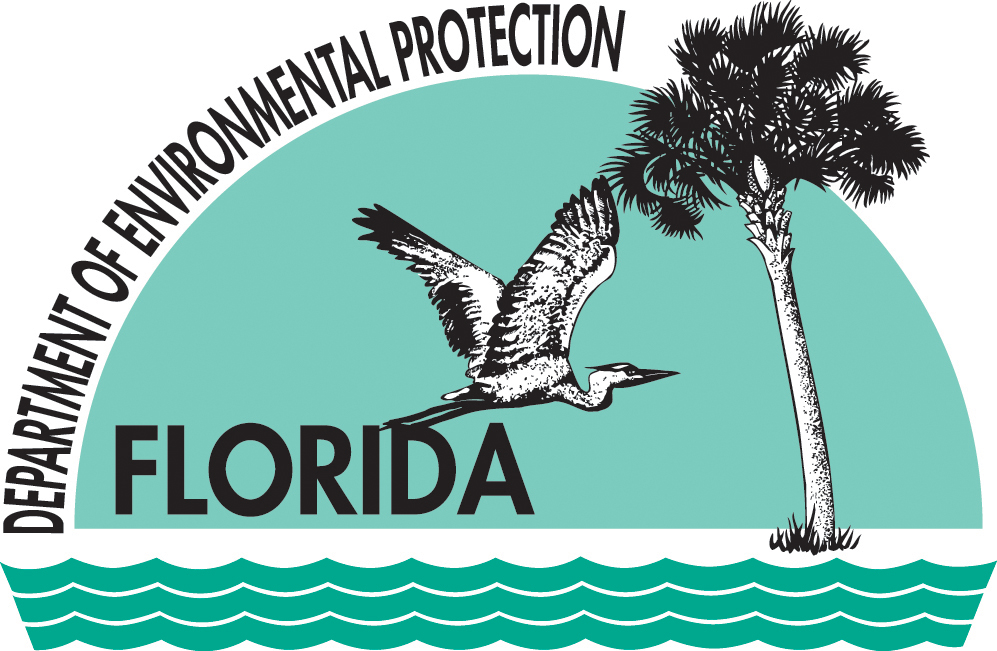 DEPARTMENT OF ENVIRONMENTAL PROTECTION
FLORIDA